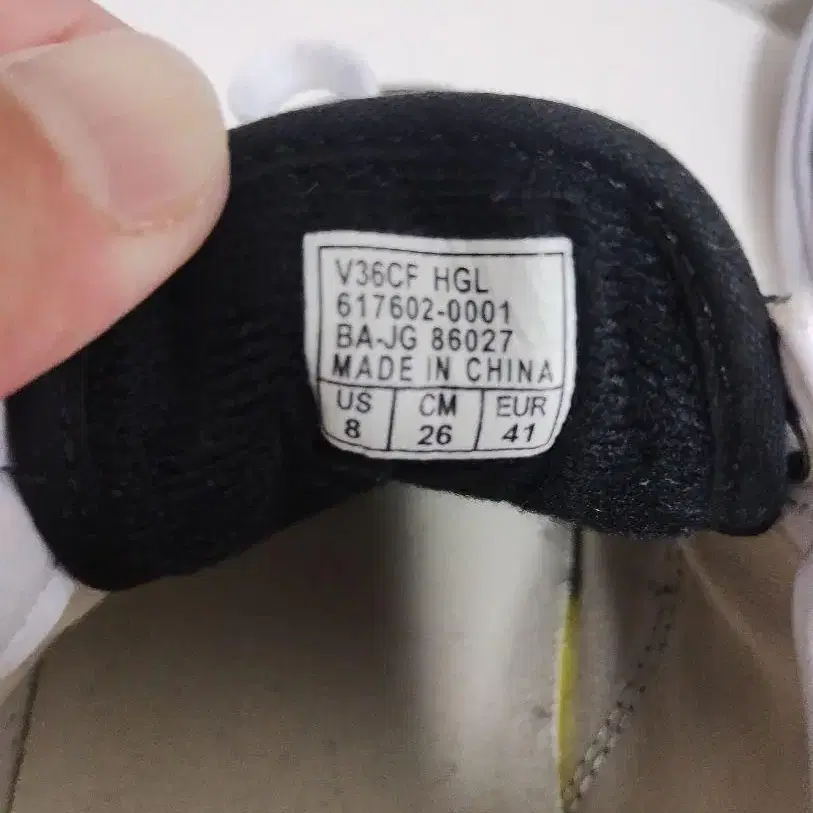 V36CF HGL
617602-0001
BA-JG 86027
MADE IN CHINA
US CM EUR
8 26 41